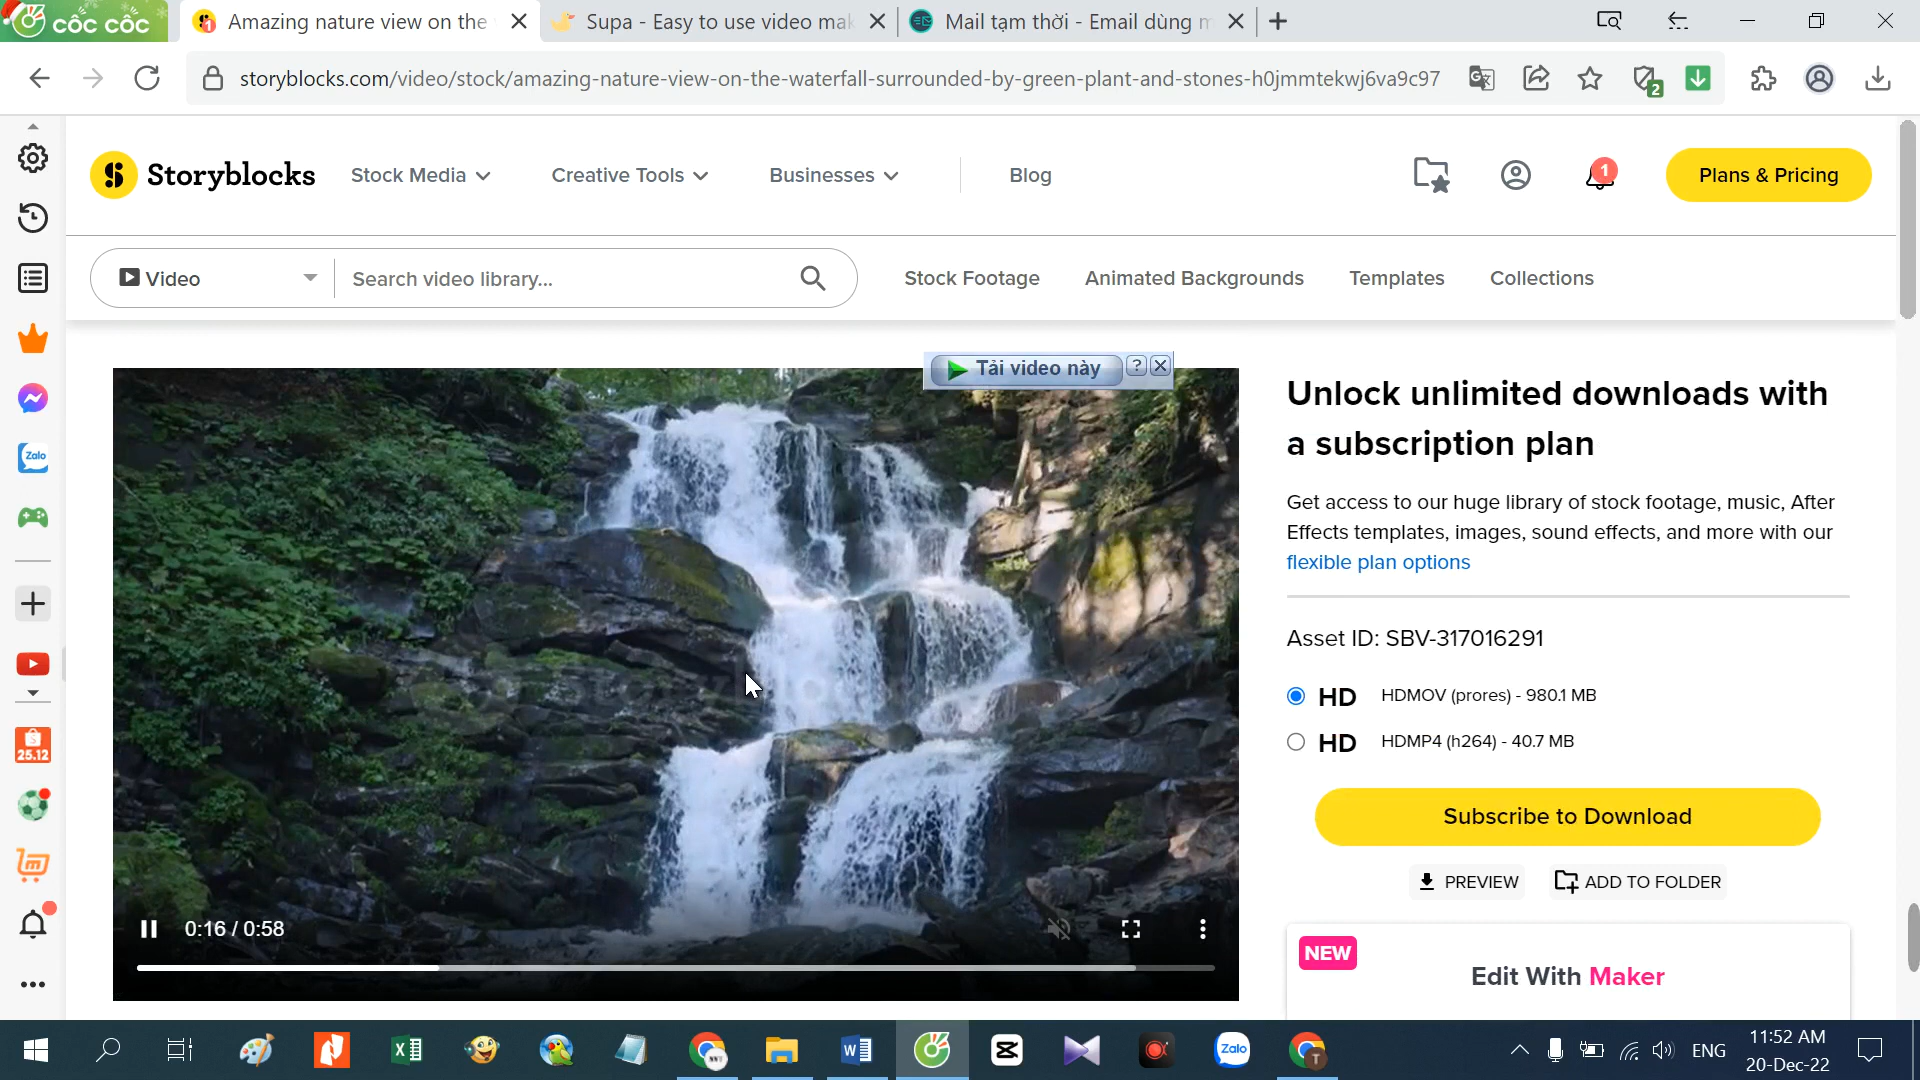 cốc cốc
Amazing nature view on the
Supa - Easy to use video mak
Mail tạm thời - Email dùng m
storyblocks.com/video/stock/amazing-nature-view-on-the-waterfall-surrounded-by-green-plant-and-stones-h0jmmtekwj6va9c97
2
Storyblocks
Stock Media
Creative Tools
Businesses
Blog
1
Plans & Pricing
Video
Search video library...
Stock Footage
Animated Backgrounds
Templates
Collections
Tải video này
?
Unlock unlimited downloads with
a subscription plan
Get access to our huge library of stock footage, music, After
Effects templates, images, sound effects, and more with our
flexible plan options
Asset ID: SBV-317016291
HD HDMOV (prores) - 980.1 MB
HD HDMP4 (h264) - 40.7 MB
Subscribe to Download
PREVIEW
ADD TO FOLDER
NEW
Edit With Maker
0:16 / 0:58
Zalo
25.12
Zalo
T
ENG
11:52 AM
20-Dec-22